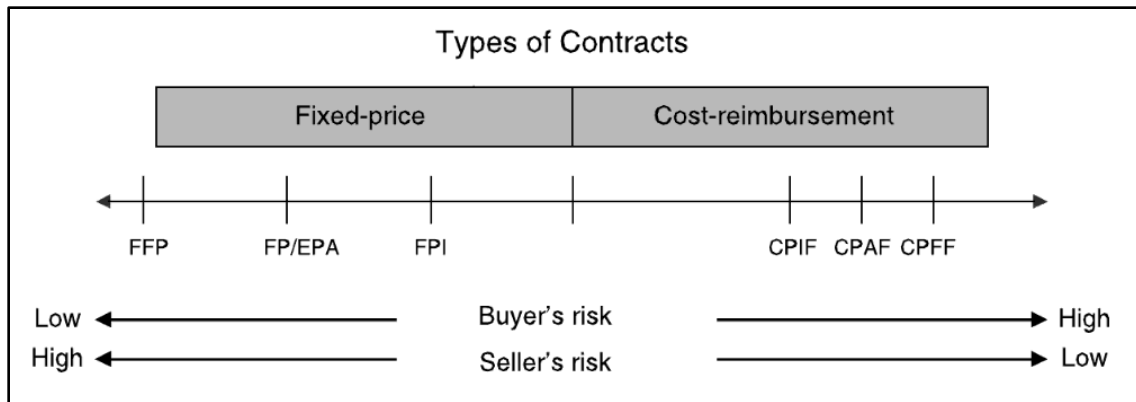 Types of Contracts
Fixed-price Cost-reimbursement
FFP FP/EPA FPI CPIF CPAF CPFF
Low Buyer's risk High
High Seller's risk Low